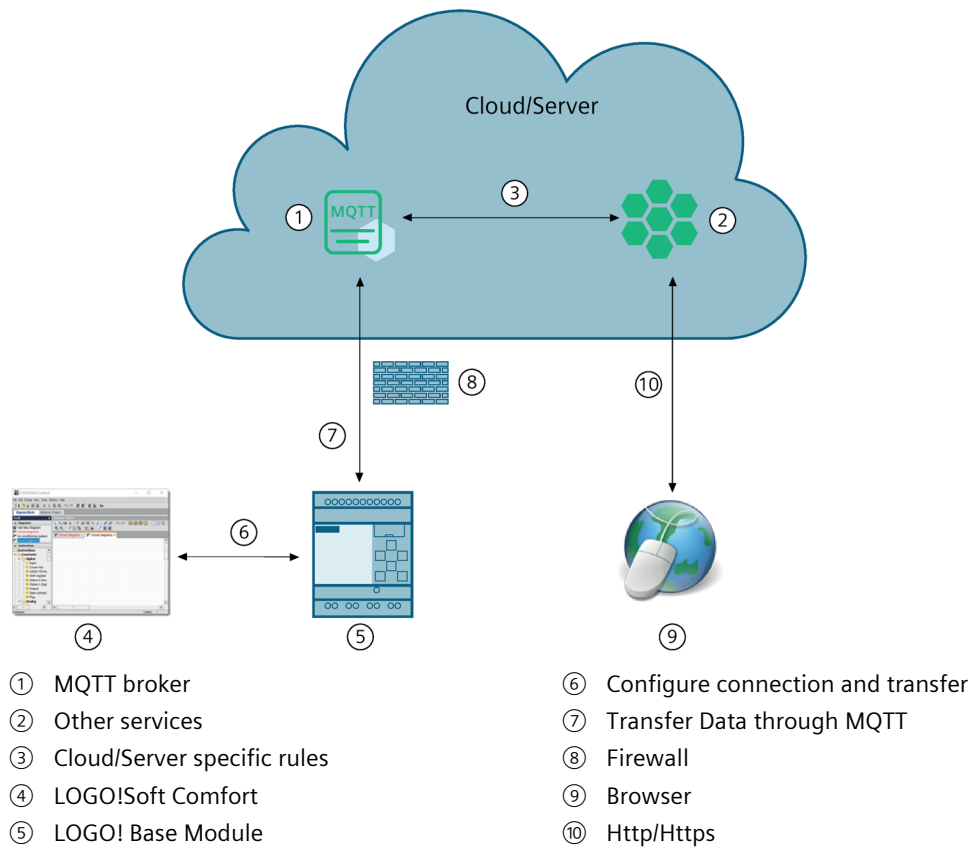 Cloud/Server
3
1
MQTT
2
8
10
7
6
4
5
9
1 MQTT broker
2 Other services
3 Cloud/Server specific rules
4 LOGO!Soft Comfort
5 LOGO! Base Module
6 Configure connection and transfer
7 Transfer Data through MQTT
8 Firewall
9 Browser
10 Http/Https